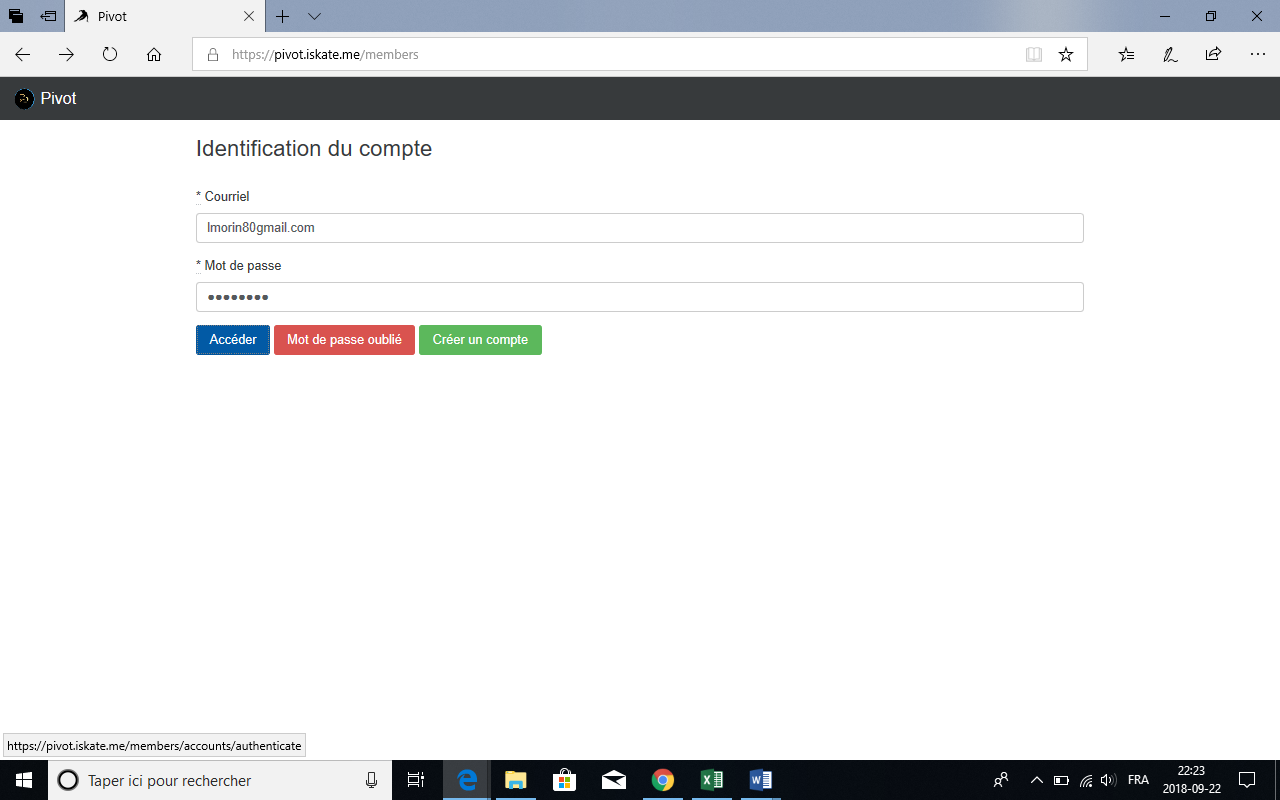 Pivot
https://pivot.iskate.me/members
Pivot
Identification du compte
* Courriel
lmorin80gmail.com
* Mot de passe
••••••••
Accéder Mot de passe oublié Créer un compte
https://pivot.iskate.me/members/accounts/authenticate
Taper ici pour rechercher
FRA
22:23
2018-09-22